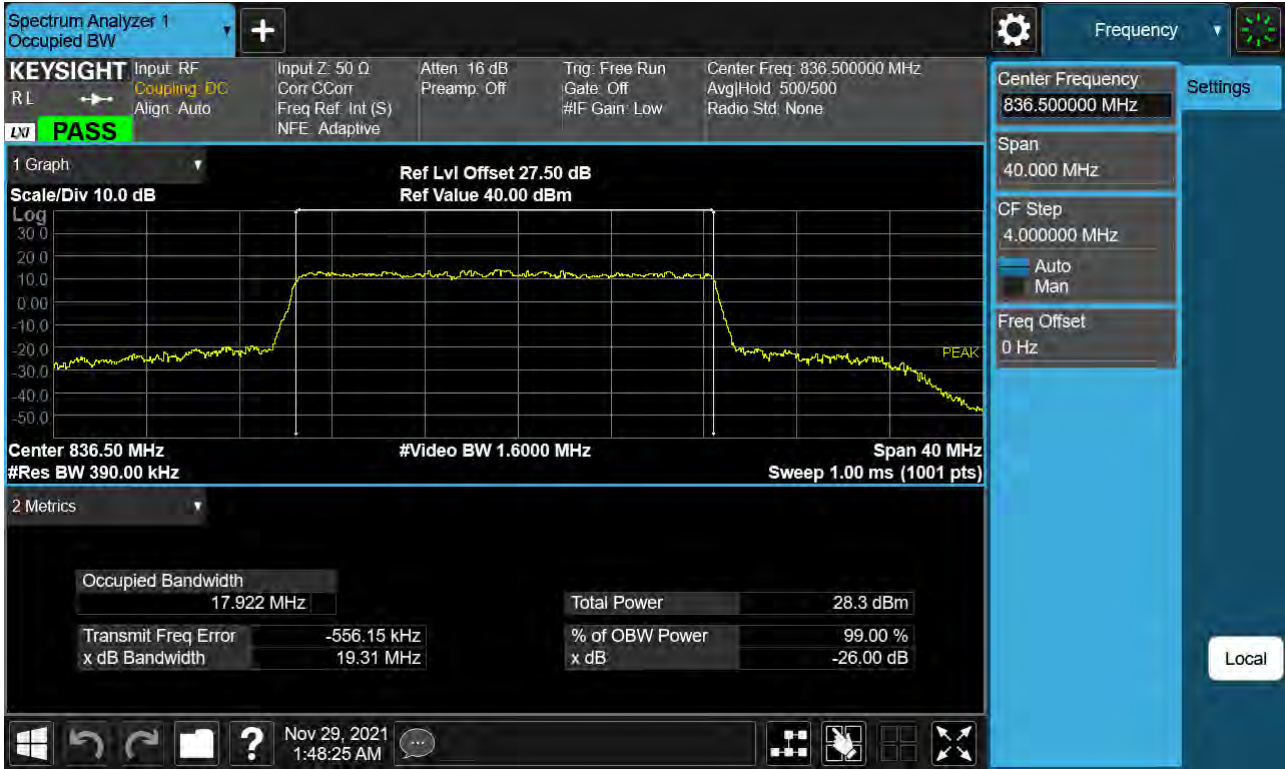 Spectrum Analyzer 1
Occupied BW
+
Frequency
KEYSIGHT
R L
LXI
PASS
Input: RF
Coupling: DC
Align: Auto
Input Z: 50 Ω
Corr CCorr
Freq Ref: Int (S)
NFE: Adaptive
Atten: 16 dB
Preamp: Off
Trig: Free Run
Gate: Off
#IF Gain: Low
Center Freq: 836.500000 MHz
Avg|Hold: 500/500
Radio Std: None
Center Frequency
836.500000 MHz
Settings
Span
40.000 MHz
CF Step
4.000000 MHz
Auto
Man
Freq Offset
0 Hz
Local
1 Graph
Scale/Div 10.0 dB
Ref Lvl Offset 27.50 dB
Ref Value 40.00 dBm
Log
30.0
20.0
10.0
0.00
-10.0
-20.0
-30.0
-40.0
-50.0
PEAK
Center 836.50 MHz
#Video BW 1.6000 MHz
Span 40 MHz
#Res BW 390.00 kHz
Sweep 1.00 ms (1001 pts)
2 Metrics
Occupied Bandwidth
17.922 MHz
Total Power 28.3 dBm
Transmit Freq Error -556.15 kHz
% of OBW Power 99.00 %
x dB Bandwidth 19.31 MHz
x dB -26.00 dB
?
Nov 29, 2021
1:48:25 AM